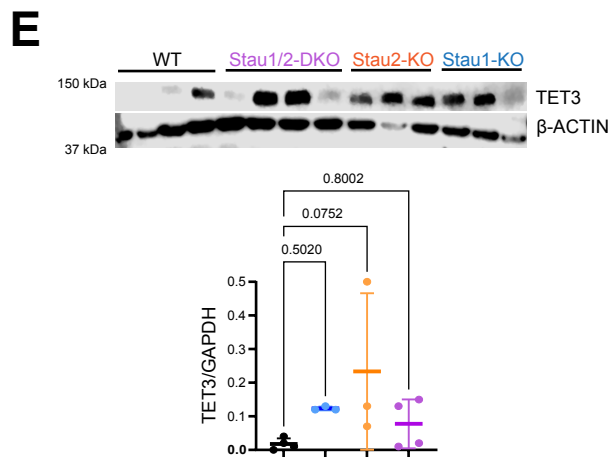 E
WT Stau1/2-DKO Stau2-KO Stau1-KO
150 kDa TET3
β-ACTIN
37 kDa
0.8002
0.0752
0.5020
TET3/GAPDH
0.5
0.4
0.3
0.2
0.1
0.0